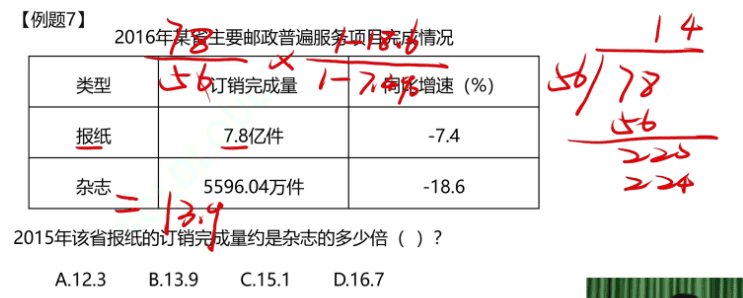 【例题7】
2016年某省主要邮政普遍服务项目完成情况
类型 订销完成量 同比增速（%）
报纸 7.8亿件 -7.4
杂志 5596.04万件 -18.6
2015年该省报纸的订销完成量约是杂志的多少倍（ ）？
A.12.3 B.13.9 C.15.1 D.16.7
78
56 × 1-18.6
1-7.4%
= 13.9
14
56 78
56
220
224